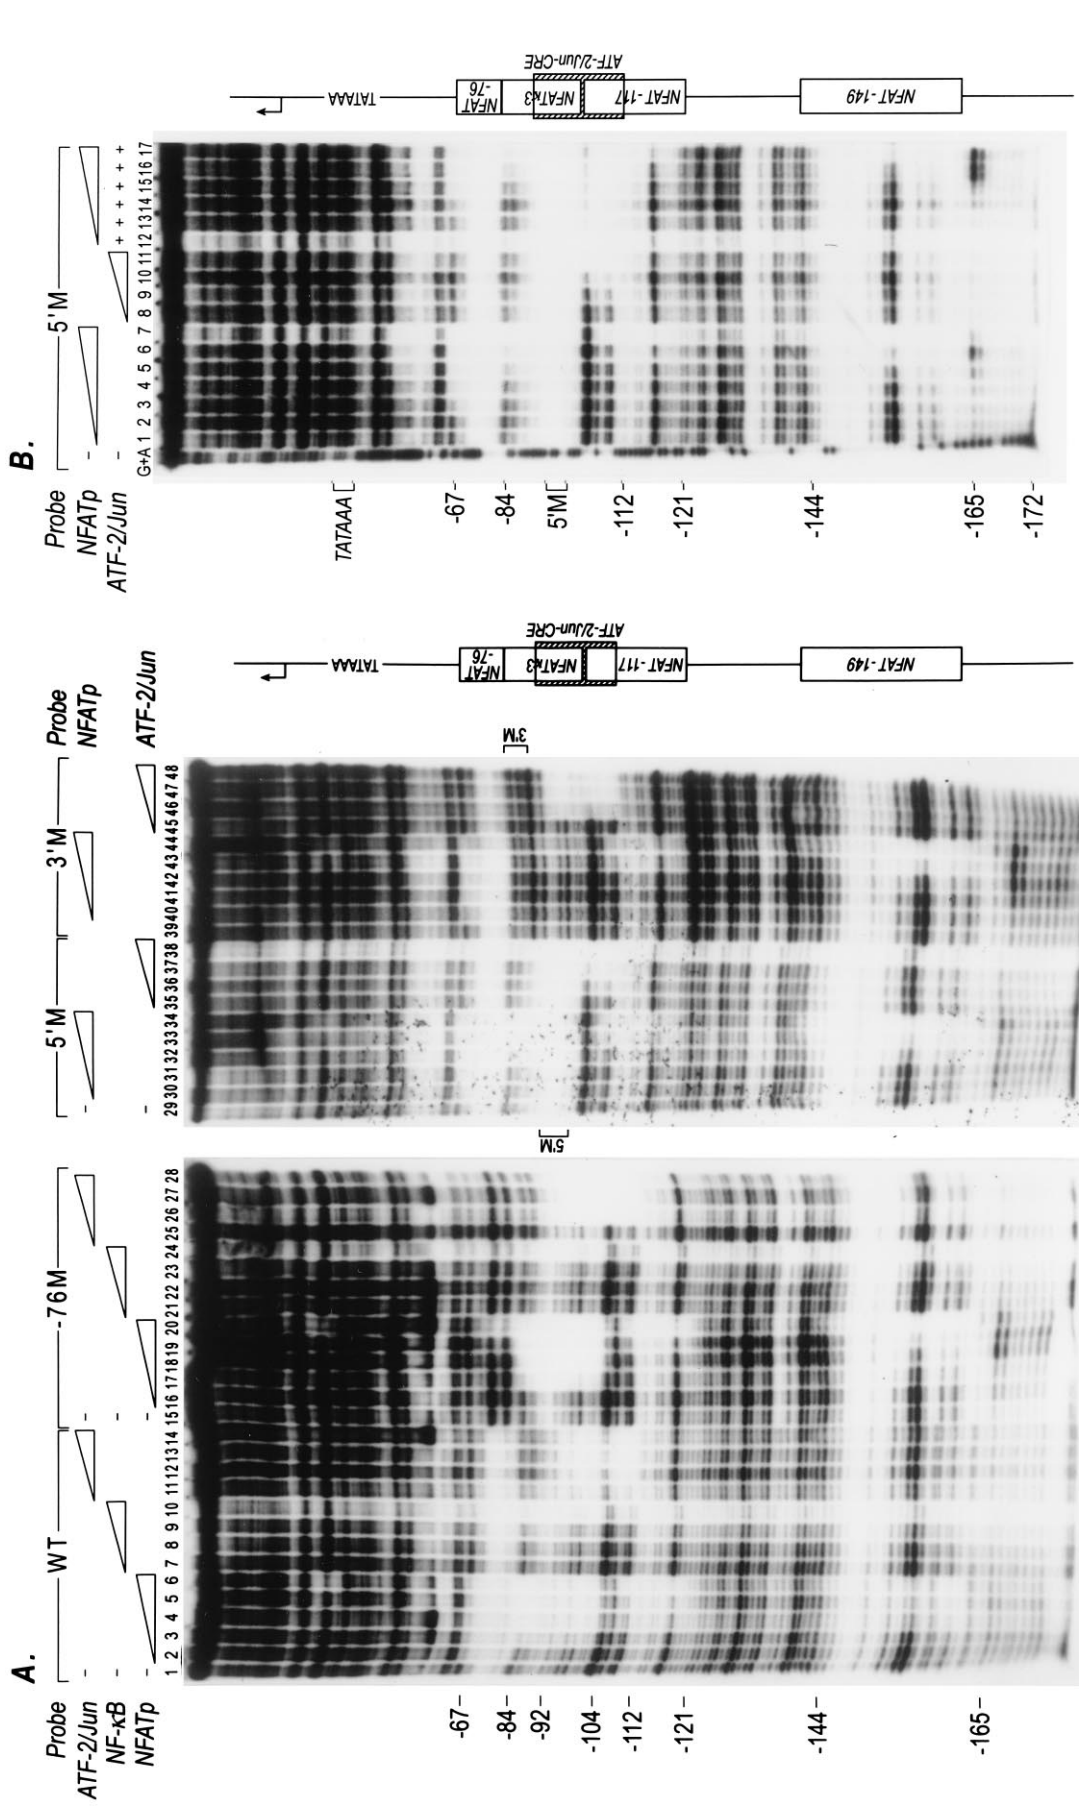 A.
Probe
WT
-76M
5'M
3'M
Probe
ATF-2/Jun
-
-
-
NFATp
NF-κB
-
-
NFATp
-
-
-
ATF-2/Jun
1 2 3 4 5 6 7 8 9 10 11 12 13 14 15 16 17 18 19 20 21 22 23 24 25 26 27 28
29 30 31 32 33 34 35 36 37 38 39 40 41 42 43 44 45 46 47 48
-67-
-84-
-92-
-104-
-112-
-121-
-144-
-165-
5'M
3'M
TATAAA
NFAT -76
NFATκ3
NFAT -117
ATF-2/Jun-CRE
NFAT -149
B.
Probe
5'M
NFATp
-
ATF-2/Jun
-
+ + + + + +
G+A 1 2 3 4 5 6 7 8 9 10 11 12 13 14 15 16 17
TATAAA
-67-
-84-
5'M
-112-
-121-
-144-
-165-
-172-
TATAAA
NFAT -76
NFATκ3
NFAT -117
ATF-2/Jun-CRE
NFAT -149